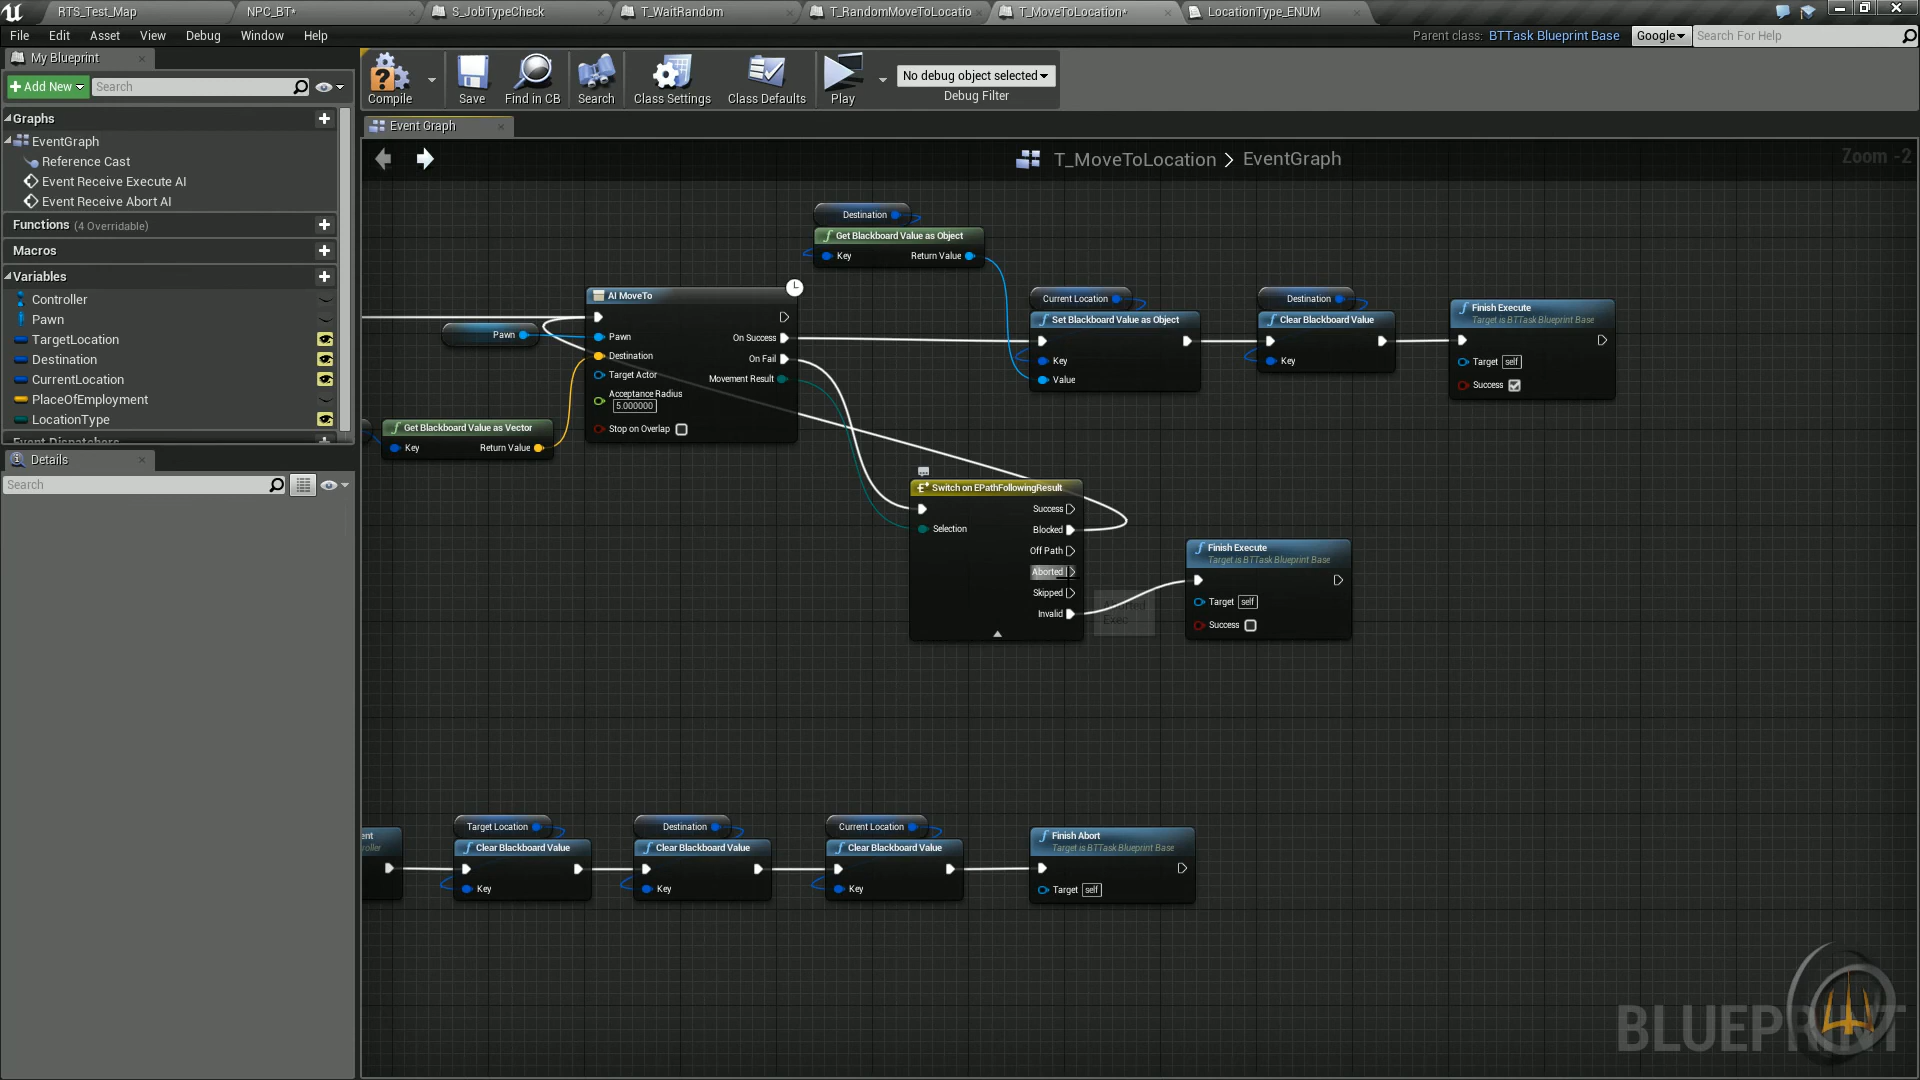 RTS_Test_Map
NPC_BT*
S_JobTypeCheck
T_WaitRandom
T_RandomMoveToLocatio
T_MoveToLocation*
LocationType_ENUM
File Edit Asset View Debug Window Help
Parent class: BTTask Blueprint Base
Google
Search For Help
My Blueprint
Add New
Search
Compile
Save
Find in CB
Search
Class Settings
Class Defaults
Play
No debug object selected
Debug Filter
Graphs
EventGraph
Reference Cast
Event Receive Execute AI
Event Receive Abort AI
Functions (4 Overridable)
Macros
Variables
Controller
Pawn
TargetLocation
Destination
CurrentLocation
PlaceOfEmployment
LocationType
Event Dispatchers
Details
Search
Event Graph
T_MoveToLocation > EventGraph
Zoom -2
Destination
Get Blackboard Value as Object
Key Return Value
AI MoveTo
Pawn
Pawn
Destination
Target Actor
Acceptance Radius
5.000000
Stop on Overlap
On Success
On Fail
Movement Result
Get Blackboard Value as Vector
Key Return Value
Current Location
Set Blackboard Value as Object
Key
Value
Destination
Clear Blackboard Value
Key
Finish Execute
Target is BTTask Blueprint Base
Target self
Success
Switch on EPathFollowingResult
Selection
Success
Blocked
Off Path
Aborted
Skipped
Invalid
Aborted
Exec
Finish Execute
Target is BTTask Blueprint Base
Target self
Success
ent
oller
Target Location
Clear Blackboard Value
Key
Destination
Clear Blackboard Value
Key
Current Location
Clear Blackboard Value
Key
Finish Abort
Target is BTTask Blueprint Base
Target self
BLUEPRINT